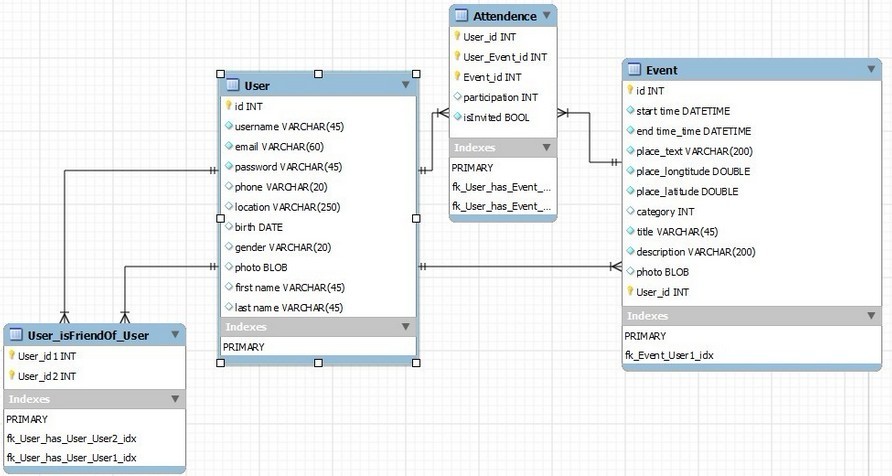 Attendence
User_id INT
User_Event_id INT
Event_id INT
participation INT
isInvited BOOL
Indexes
PRIMARY
fk_User_has_Event_...
fk_User_has_Event_...
User
id INT
username VARCHAR(45)
email VARCHAR(60)
password VARCHAR(45)
phone VARCHAR(20)
location VARCHAR(250)
birth DATE
gender VARCHAR(20)
photo BLOB
first name VARCHAR(45)
last name VARCHAR(45)
Indexes
PRIMARY
Event
id INT
start time DATETIME
end time_time DATETIME
place_text VARCHAR(200)
place_longtitude DOUBLE
place_latitude DOUBLE
category INT
title VARCHAR(45)
description VARCHAR(200)
photo BLOB
User_id INT
Indexes
PRIMARY
fk_Event_User1_idx
User_isFriendOf_User
User_id1 INT
User_id2 INT
Indexes
PRIMARY
fk_User_has_User_User2_idx
fk_User_has_User_User1_idx